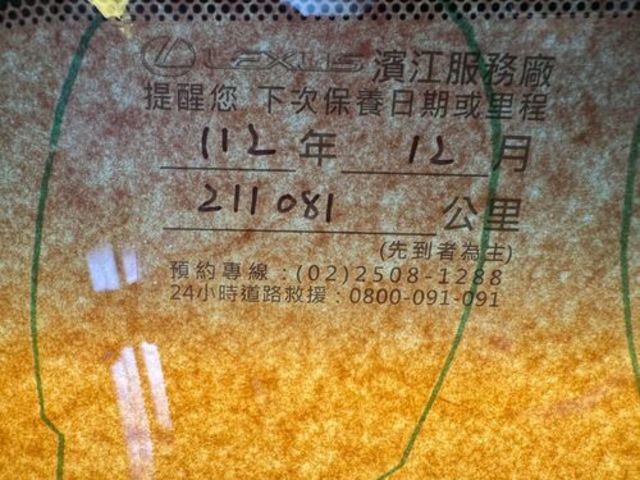 LEXUS 濱江服務廠
提醒您 下次保養日期或里程
112 年 12 月
211081 公里
(先到者為主)
預約專線：(02)2508-1288
24小時道路救援：0800-091-091